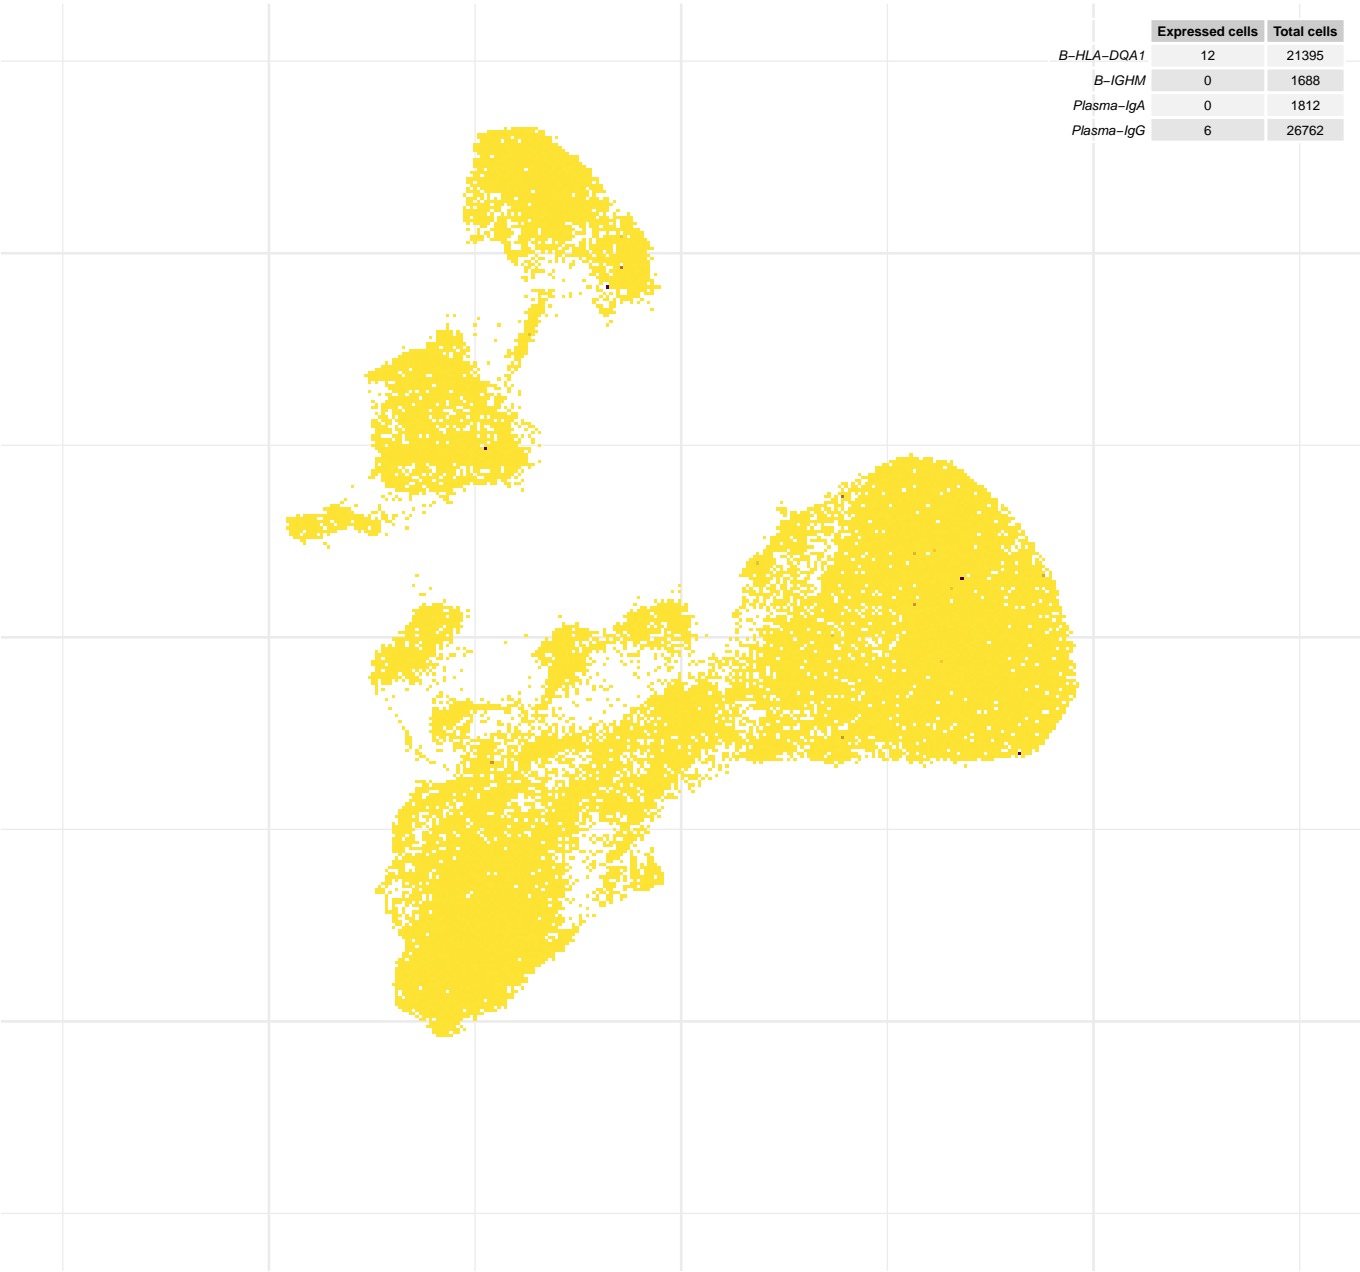 Expressed cells Total cells
B−HLA−DQA1 12 21395
B−IGHM 0 1688
Plasma−IgA 0 1812
Plasma−IgG 6 26762